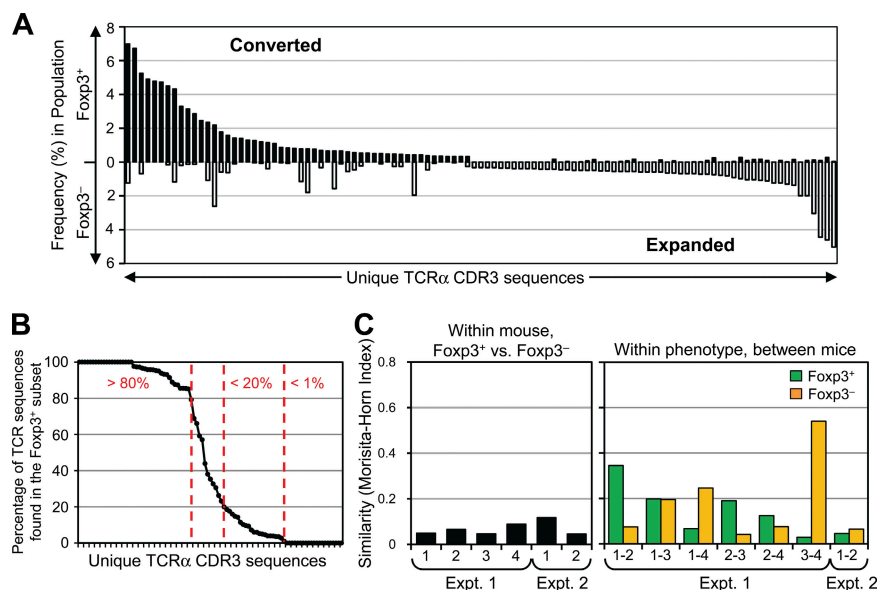 A
Frequency (%) in Population
Foxp3⁺
Foxp3⁻
8
6
4
2
0
2
4
6
Converted
Expanded
Unique TCRα CDR3 sequences
B
Percentage of TCR sequences
found in the Foxp3⁺ subset
100
80
60
40
20
0
> 80%
< 20%
< 1%
Unique TCRα CDR3 sequences
C
Within mouse,
Foxp3⁺ vs. Foxp3⁻
Within phenotype, between mice
Similarity (Morisita-Horn Index)
0.8
0.6
0.4
0.2
0
Foxp3⁺
Foxp3⁻
1 2 3 4 1 2
Expt. 1 Expt. 2
1-2 1-3 1-4 2-3 2-4 3-4 1-2
Expt. 1 Expt. 2